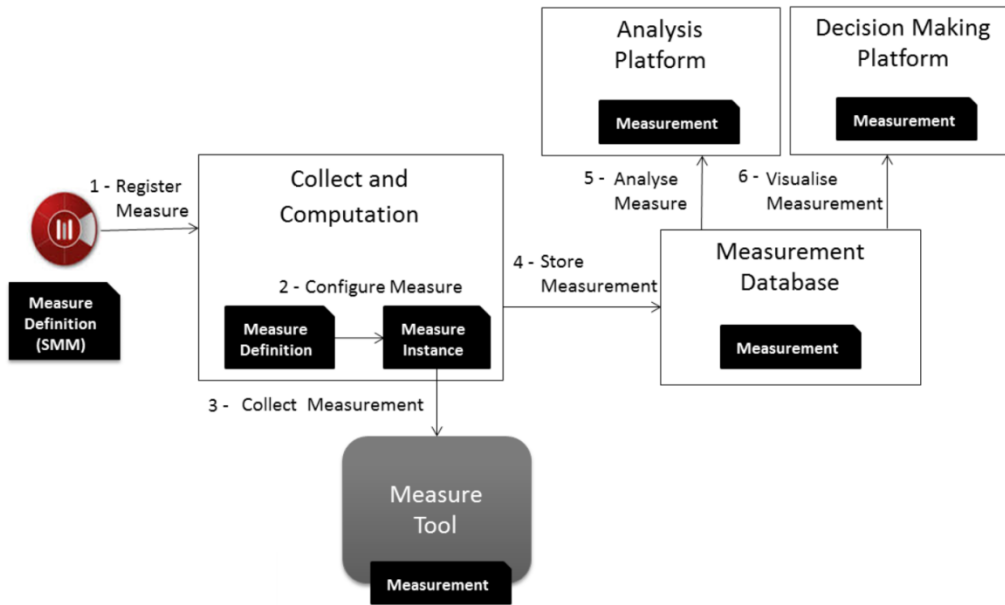 Analysis
Platform
Measurement
Decision Making
Platform
Measurement
1 - Register
Measure
Collect and
Computation
5 - Analyse
Measure
6 - Visualise
Measurement
Measure
Definition
(SMM)
2 - Configure Measure
Measure
Definition
Measure
Instance
4 - Store
Measurement
Measurement
Database
Measurement
3 - Collect Measurement
Measure
Tool
Measurement